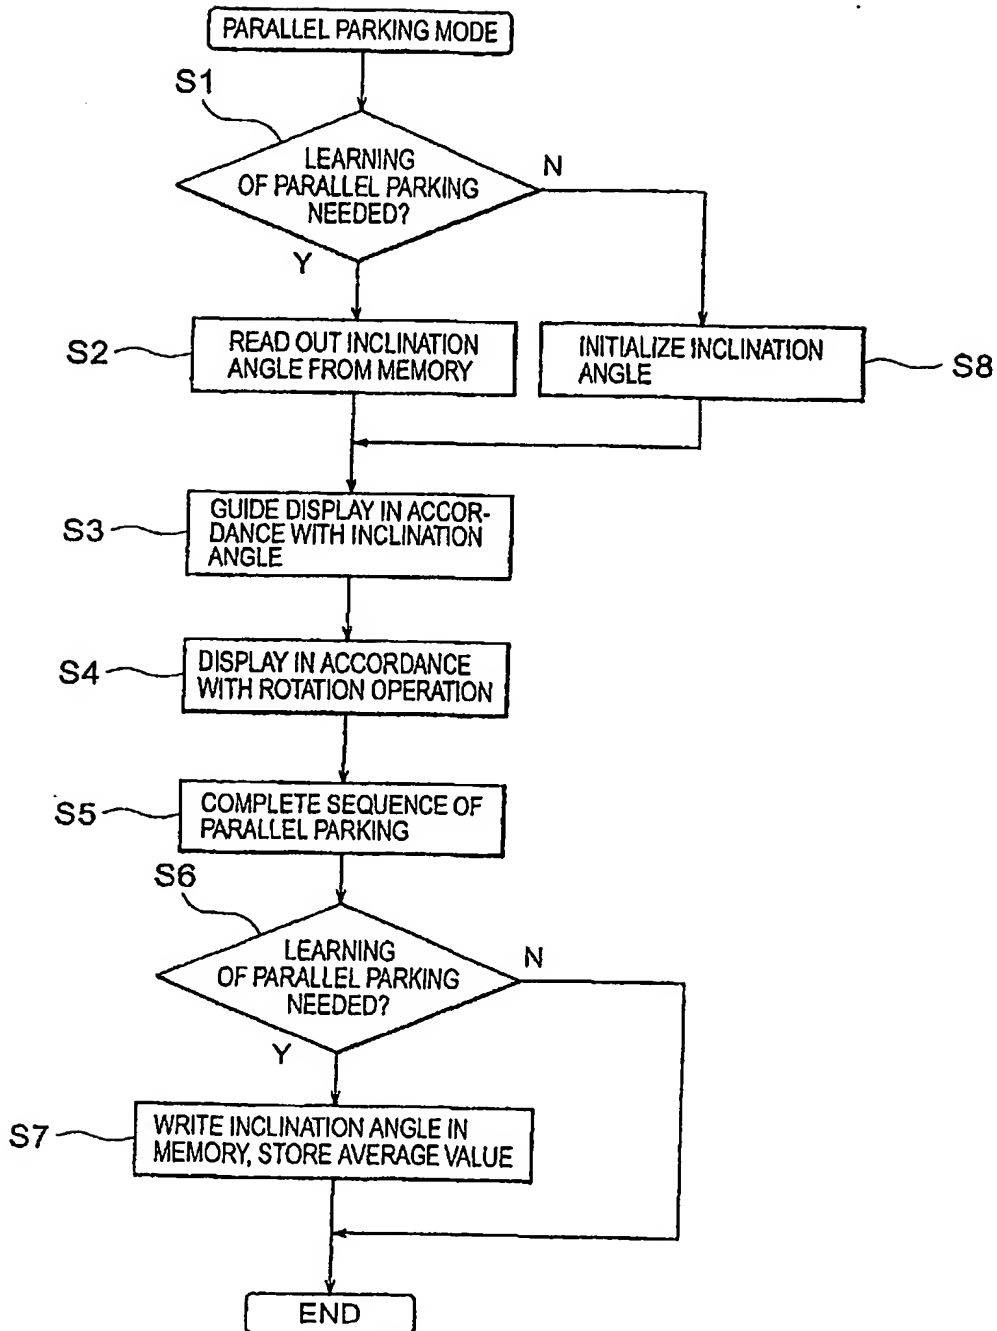 PARALLEL PARKING MODE
S1
LEARNING
OF PARALLEL PARKING
NEEDED?
N
Y
S2
READ OUT INCLINATION
ANGLE FROM MEMORY
INITIALIZE INCLINATION
ANGLE
S8
S3
GUIDE DISPLAY IN ACCOR-
DANCE WITH INCLINATION
ANGLE
S4
DISPLAY IN ACCORDANCE
WITH ROTATION OPERATION
S5
COMPLETE SEQUENCE OF
PARALLEL PARKING
S6
LEARNING
OF PARALLEL PARKING
NEEDED?
N
Y
S7
WRITE INCLINATION ANGLE IN
MEMORY, STORE AVERAGE VALUE
END